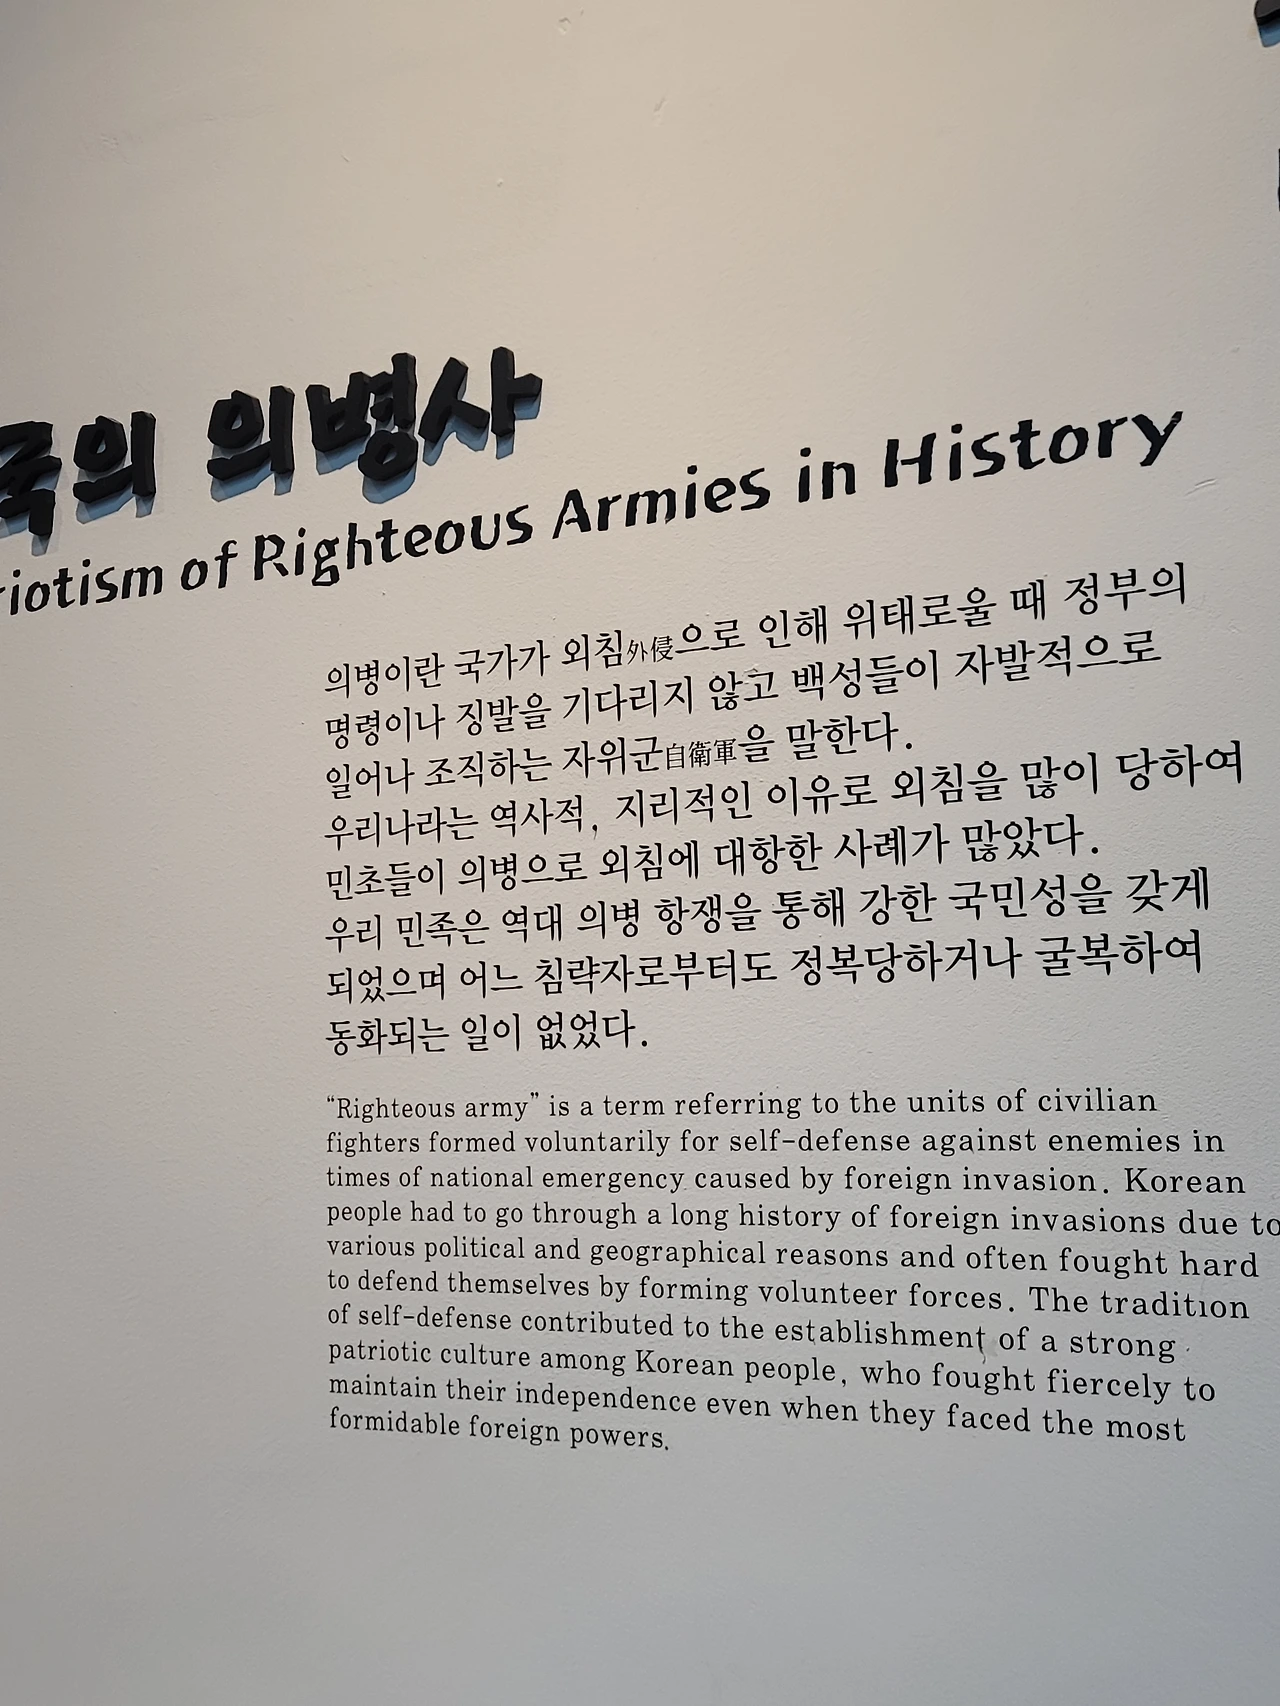 의 의병사
of Righteous Armies in History
의병이란 국가가 외침外侵으로 인해 위태로울 때 정부의
명령이나 징발을 기다리지 않고 백성들이 자발적으로
일어나 조직하는 자위군自衛軍을 말한다.
우리나라는 역사적, 지리적인 이유로 외침을 많이 당하여
민초들이 의병으로 외침에 대항한 사례가 많았다.
우리 민족은 역대 의병 항쟁을 통해 강한 국민성을 갖게
되었으며 어느 침략자로부터도 정복당하거나 굴복하여
동화되는 일이 없었다.
“Righteous army” is a term referring to the units of civilian
fighters formed voluntarily for self-defense against enemies in
times of national emergency caused by foreign invasion. Korean
people had to go through a long history of foreign invasions due to
various political and geographical reasons and often fought hard
to defend themselves by forming volunteer forces. The tradition
of self-defense contributed to the establishment of a strong
patriotic culture among Korean people, who fought fiercely to
maintain their independence even when they faced the most
formidable foreign powers.